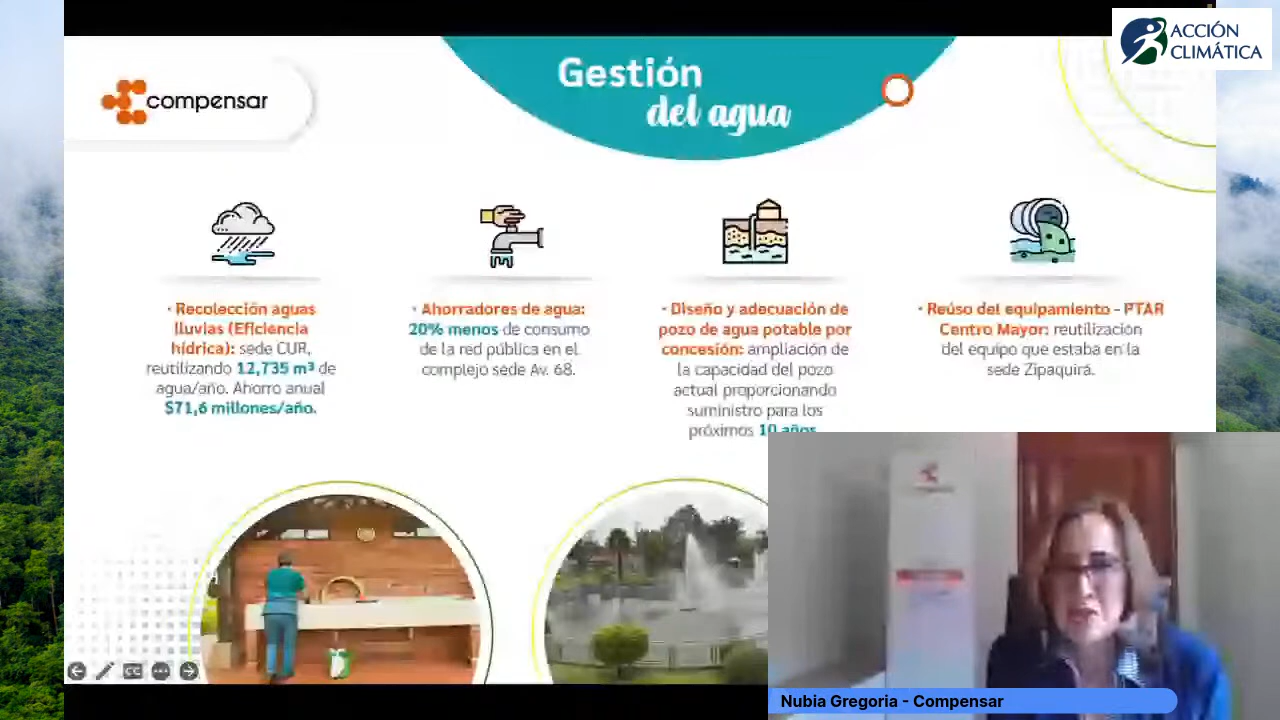 ACCIÓN
CLIMÁTICA
compensar
Gestión
del agua
· Recolección aguas
lluvias (Eficiencia
hídrica): sede CUR,
reutilizando 12,735 m³ de
agua/año. Ahorro anual
$71,6 millones/año.
· Ahorradores de agua:
20% menos de consumo
de la red pública en el
complejo sede Av. 68.
· Diseño y adecuación de
pozo de agua potable por
concesión: ampliación de
la capacidad del pozo
actual proporcionando
suministro para los
próximos 10 años
· Reúso del equipamiento - PTAR
Centro Mayor: reutilización
del equipo que estaba en la
sede Zipaquirá.
CC
Nubia Gregoria - Compensar